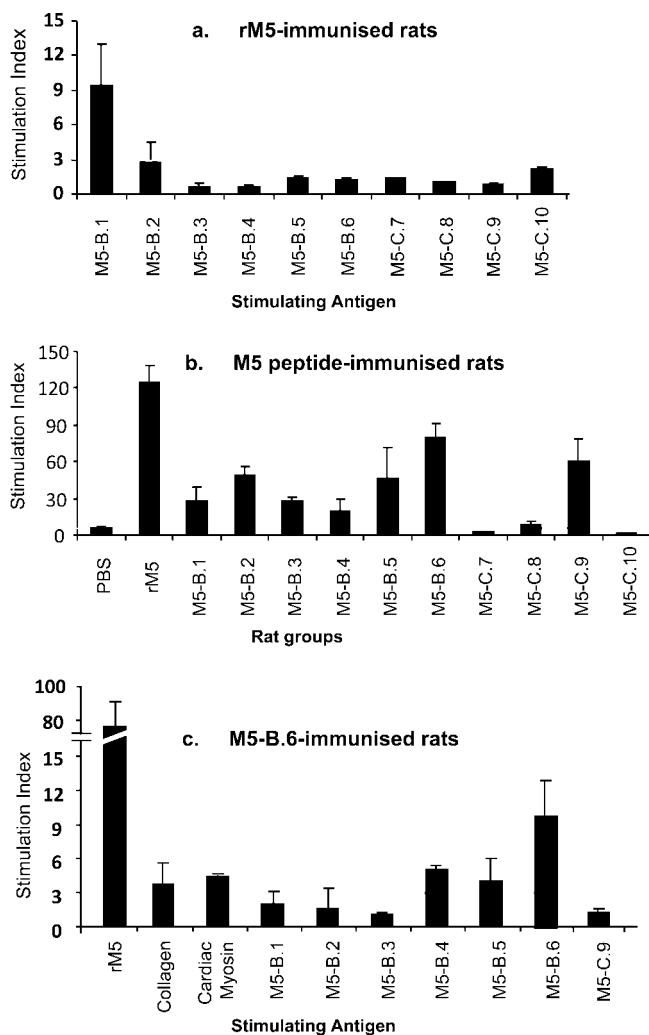 a. rM5-immunised rats
Stimulation Index
15
12
9
6
3
0
M5-B.1
M5-B.2
M5-B.3
M5-B.4
M5-B.5
M5-B.6
M5-C.7
M5-C.8
M5-C.9
M5-C.10
Stimulating Antigen
b. M5 peptide-immunised rats
Stimulation Index
150
120
90
60
30
0
PBS
rM5
M5-B.1
M5-B.2
M5-B.3
M5-B.4
M5-B.5
M5-B.6
M5-C.7
M5-C.8
M5-C.9
M5-C.10
Rat groups
c. M5-B.6-immunised rats
Stimulation Index
100
80
15
12
9
6
3
0
rM5
Collagen
Cardiac
Myosin
M5-B.1
M5-B.2
M5-B.3
M5-B.4
M5-B.5
M5-B.6
M5-C.9
Stimulating Antigen